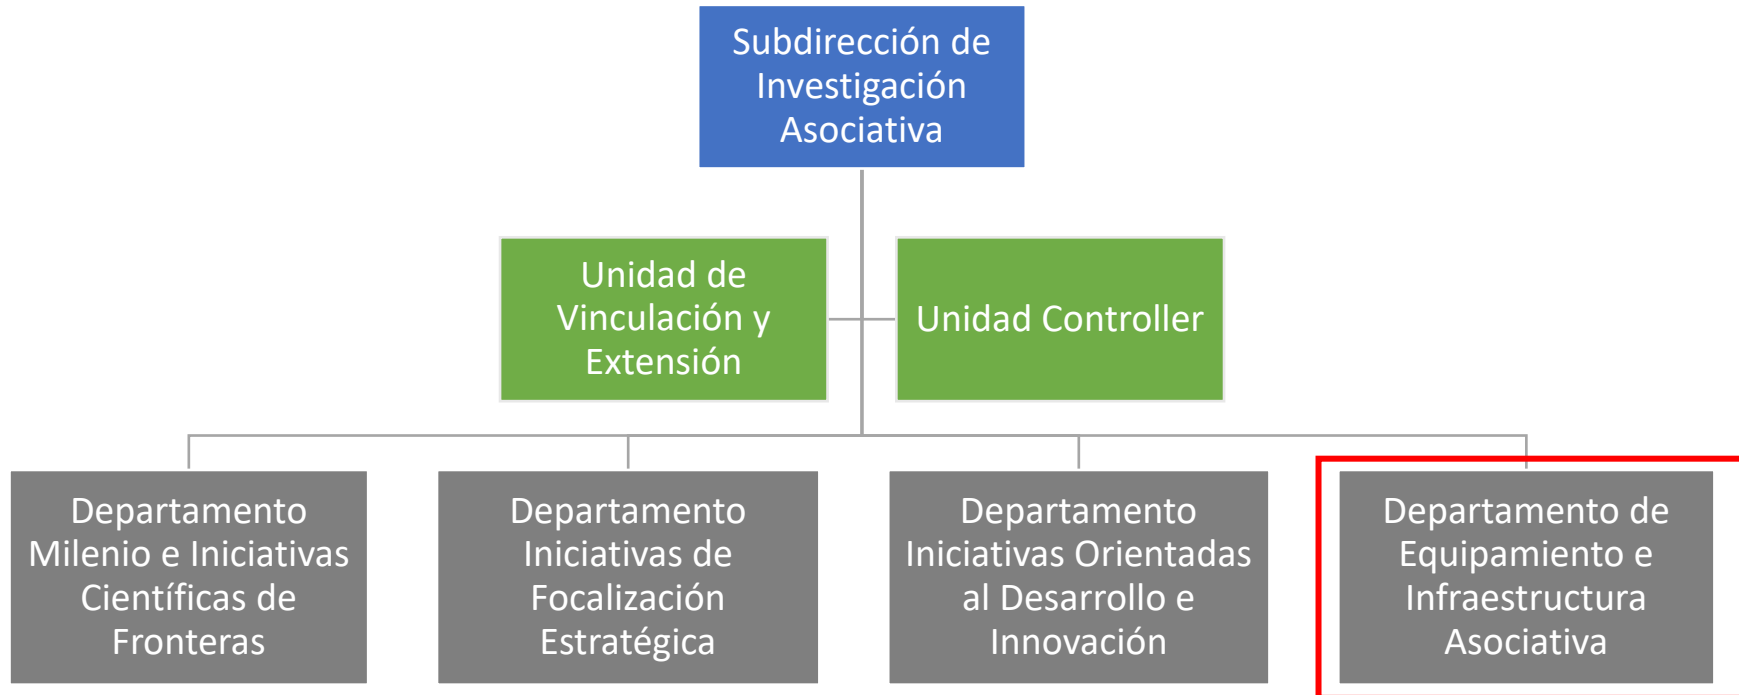 Subdirección de
Investigación
Asociativa
Unidad de
Vinculación y
Extensión
Unidad Controller
Departamento
Milenio e Iniciativas
Científicas de
Fronteras
Departamento
Iniciativas de
Focalización
Estratégica
Departamento
Iniciativas Orientadas
al Desarrollo e
Innovación
Departamento de
Equipamiento e
Infraestructura
Asociativa